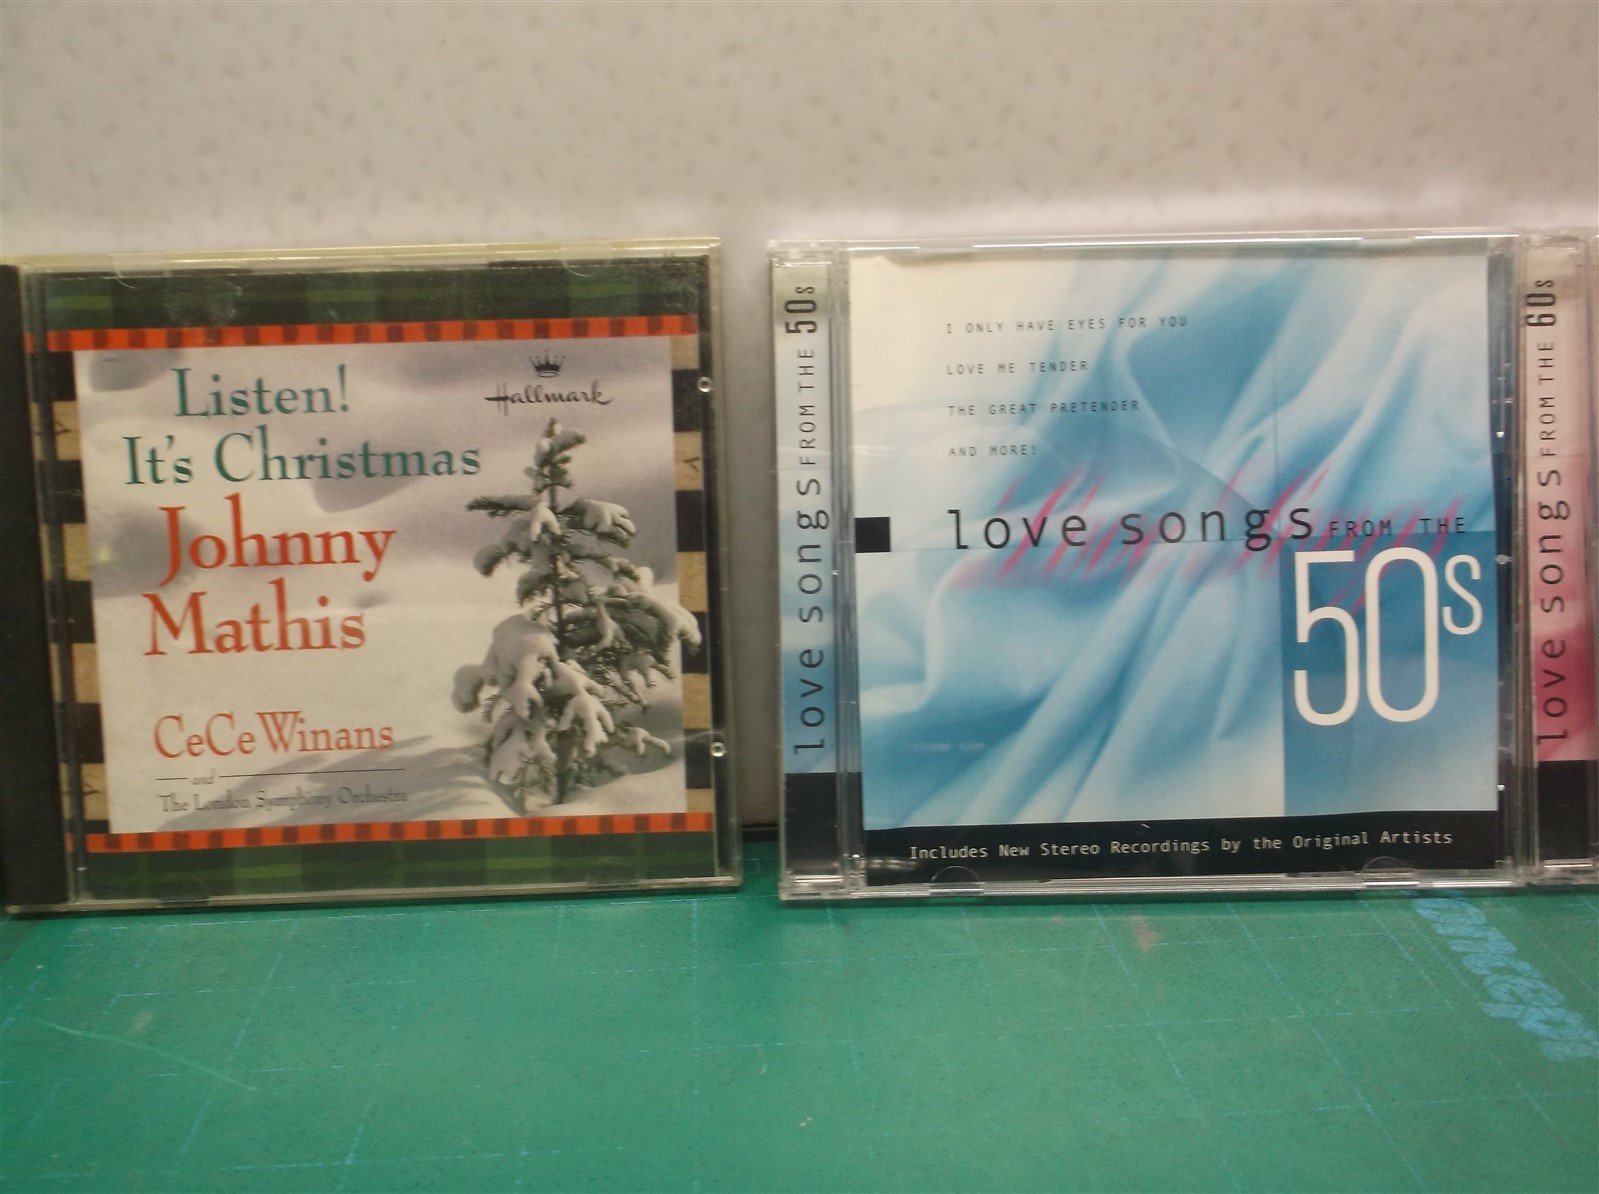 Listen!
It's Christmas
Johnny
Mathis
CeCe Winans
and
The London Symphony Orchestra
Hallmark
love songs FROM THE 50s
I ONLY HAVE EYES FOR YOU
LOVE ME TENDER
THE GREAT PRETENDER
AND MORE!
love songs FROM THE
50s
Includes New Stereo Recordings by the Original Artists
love songs FROM THE 60s